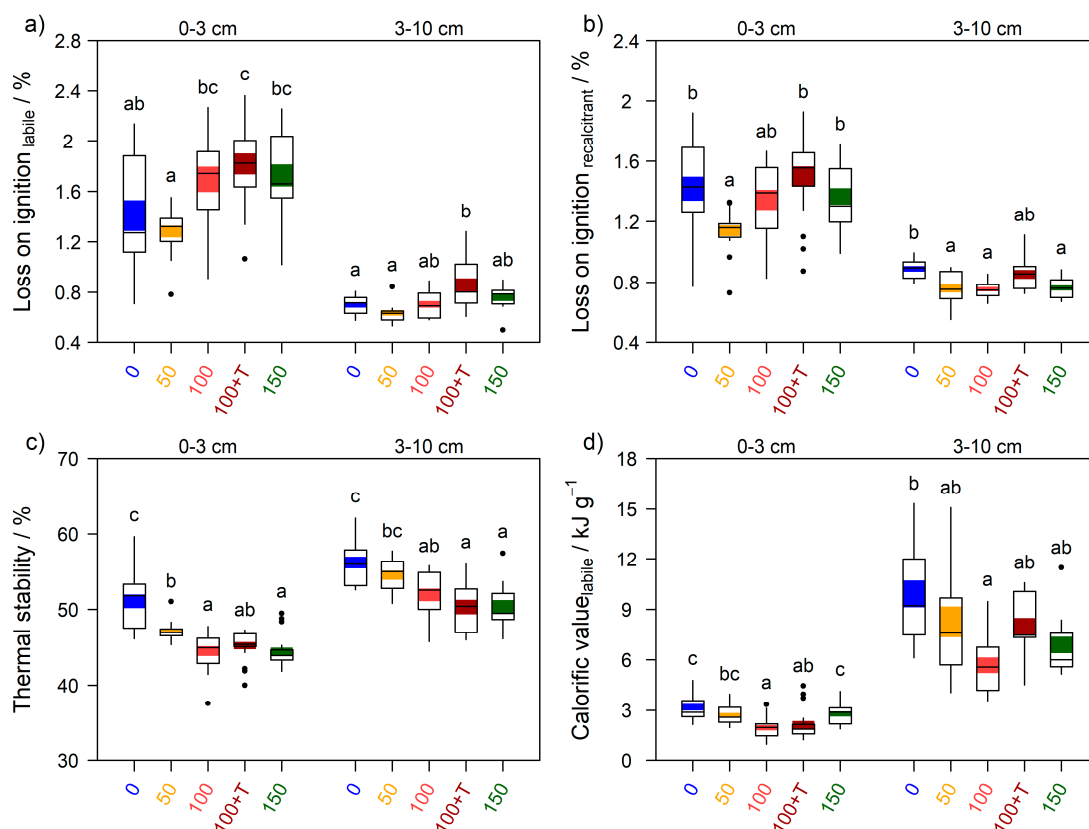 a)
0-3 cm
3-10 cm
Loss on ignition labile / %
2.8
2.4
2
1.6
1.2
0.8
0.4
ab
a
bc
c
bc
a
a
ab
b
ab
0
50
100
100+T
150
0
50
100
100+T
150
b)
0-3 cm
3-10 cm
Loss on ignition recalcitrant / %
2.4
2
1.6
1.2
0.8
0.4
b
a
ab
b
b
b
a
a
ab
a
0
50
100
100+T
150
0
50
100
100+T
150
c)
0-3 cm
3-10 cm
Thermal stability / %
70
60
50
40
30
c
b
a
ab
a
c
bc
ab
a
a
0
50
100
100+T
150
0
50
100
100+T
150
d)
0-3 cm
3-10 cm
Calorific value labile / kJ g⁻¹
18
15
12
9
6
3
0
c
bc
a
ab
c
b
ab
a
ab
ab
0
50
100
100+T
150
0
50
100
100+T
150